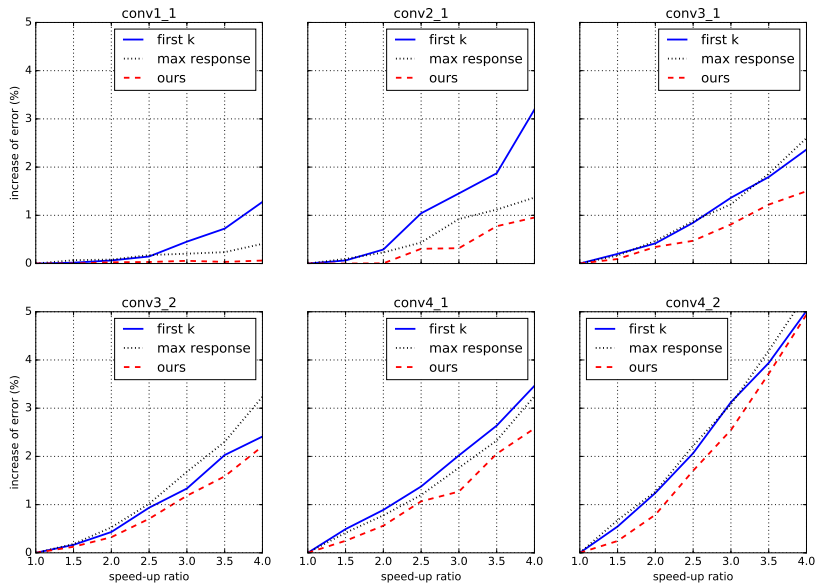 conv1_1
conv2_1
conv3_1
5
4
3
2
1
0
increase of error (%)
first k
max response
ours
first k
max response
ours
first k
max response
ours
conv3_2
conv4_1
conv4_2
5
4
3
2
1
0
increase of error (%)
first k
max response
ours
first k
max response
ours
first k
max response
ours
1.0 1.5 2.0 2.5 3.0 3.5 4.0
1.0 1.5 2.0 2.5 3.0 3.5 4.0
1.0 1.5 2.0 2.5 3.0 3.5 4.0
speed-up ratio
speed-up ratio
speed-up ratio